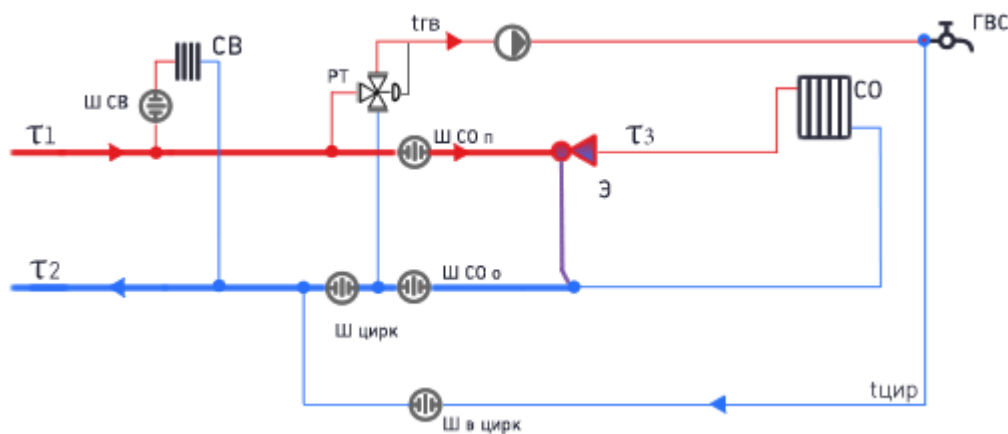 tгв
ГВС
СВ
РТ
СО
Ш СВ
τ1
Ш СО п
τ3
Э
τ2
Ш СО о
Ш цирк
tцир
Ш в цирк